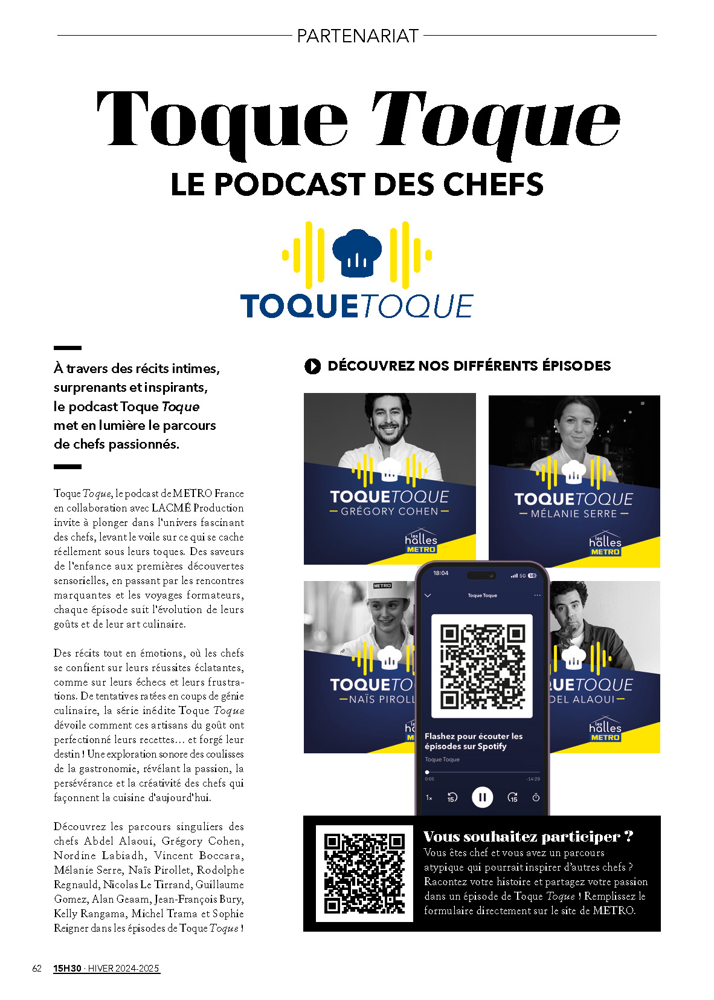 PARTENARIAT
Toque Toque
LE PODCAST DES CHEFS
TOQUETOQUE
À travers des récits intimes,
surprenants et inspirants,
le podcast Toque Toque
met en lumière le parcours
de chefs passionnés.
Toque Toque, le podcast de METRO France
en collaboration avec LACMÉ Production
invite à plonger dans l'univers fascinant
des chefs, levant le voile sur ce qui se cache
réellement sous leurs toques. Des saveurs
de l'enfance aux premières découvertes
sensorielles, en passant par les rencontres
marquantes et les voyages formateurs,
chaque épisode suit l'évolution de leurs
goûts et de leur art culinaire.
Des récits tout en émotions, où les chefs
se confient sur leurs réussites éclatantes,
comme sur leurs échecs et leurs frustra-
tions. De tentatives ratées en coups de génie
culinaire, la série inédite Toque Toque
dévoile comment ces artisans du goût ont
perfectionné leurs recettes… et forgé leur
destin ! Une exploration sonore des coulisses
de la gastronomie, révélant la passion, la
persévérance et la créativité des chefs qui
façonnent la cuisine d'aujourd'hui.
Découvrez les parcours singuliers des
chefs Abdel Alaoui, Grégory Cohen,
Nordine Labiadh, Vincent Boccara,
Mélanie Serre, Naïs Pirollet, Rodolphe
Regnauld, Nicolas Le Tirrand, Guillaume
Gomez, Alan Geaam, Jean-François Bury,
Kelly Rangama, Michel Trama et Sophie
Reigner dans les épisodes de Toque Toque !
DÉCOUVREZ NOS DIFFÉRENTS ÉPISODES
TOQUETOQUE
GRÉGORY COHEN
les
halles
METRO
TOQUETOQUE
MÉLANIE SERRE
les
halles
METRO
METRO
TOQUETO
NAÏS PIROLL
ha
M
UETOQUE
DEL ALAOUI
les
halles
METRO
18:04
5G
Toque Toque
Flashez pour écouter les
épisodes sur Spotify
Toque Toque
0:05
-14:29
1x
15
15
Vous souhaitez participer ?
Vous êtes chef et vous avez un parcours
atypique qui pourrait inspirer d'autres chefs ?
Racontez votre histoire et partagez votre passion
dans un épisode de Toque Toque ! Remplissez le
formulaire directement sur le site de METRO.
62 15H30 · HIVER 2024-2025